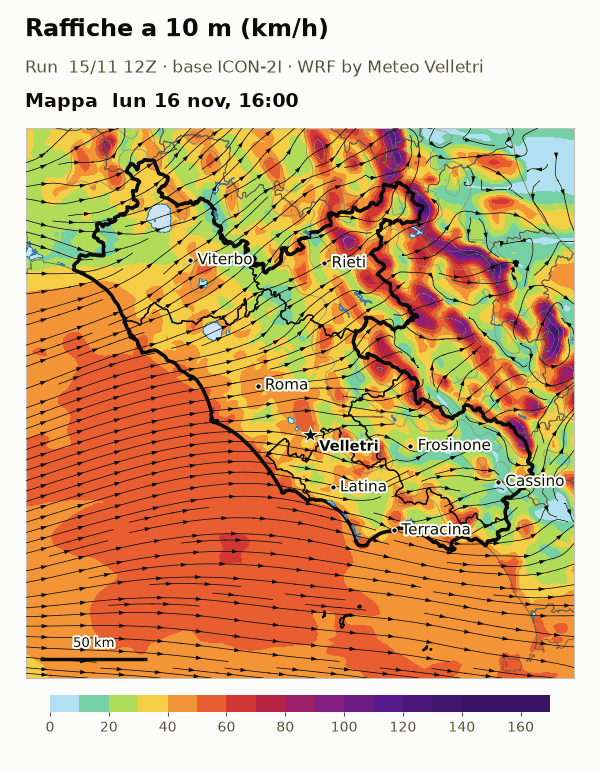 Raffiche a 10 m (km/h)
Run  15/11 12Z · base ICON-2I · WRF by Meteo Velletri
Mappa  lun 16 nov, 16:00
Viterbo
Rieti
Roma
Velletri
Frosinone
Cassino
Latina
Terracina
50 km
0 20 40 60 80 100 120 140 160